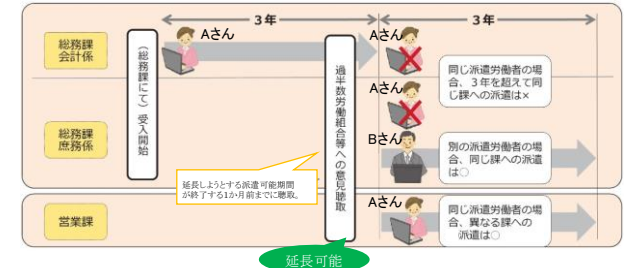 3年
3年
総務課
会計係
（総務課にて）受入開始
Aさん
過半数労働組合等への意見聴取
Aさん
同じ派遣労働者の場
合、３年を超えて同
じ課への派遣は×
Aさん
総務課
庶務係
Bさん
別の派遣労働者の
場合、同じ課への派遣
は○
延長しようとする派遣可能期間
が終了する1か月前までに聴取。
営業課
Aさん
同じ派遣労働者の場
合、異なる課への
派遣は○
延長可能